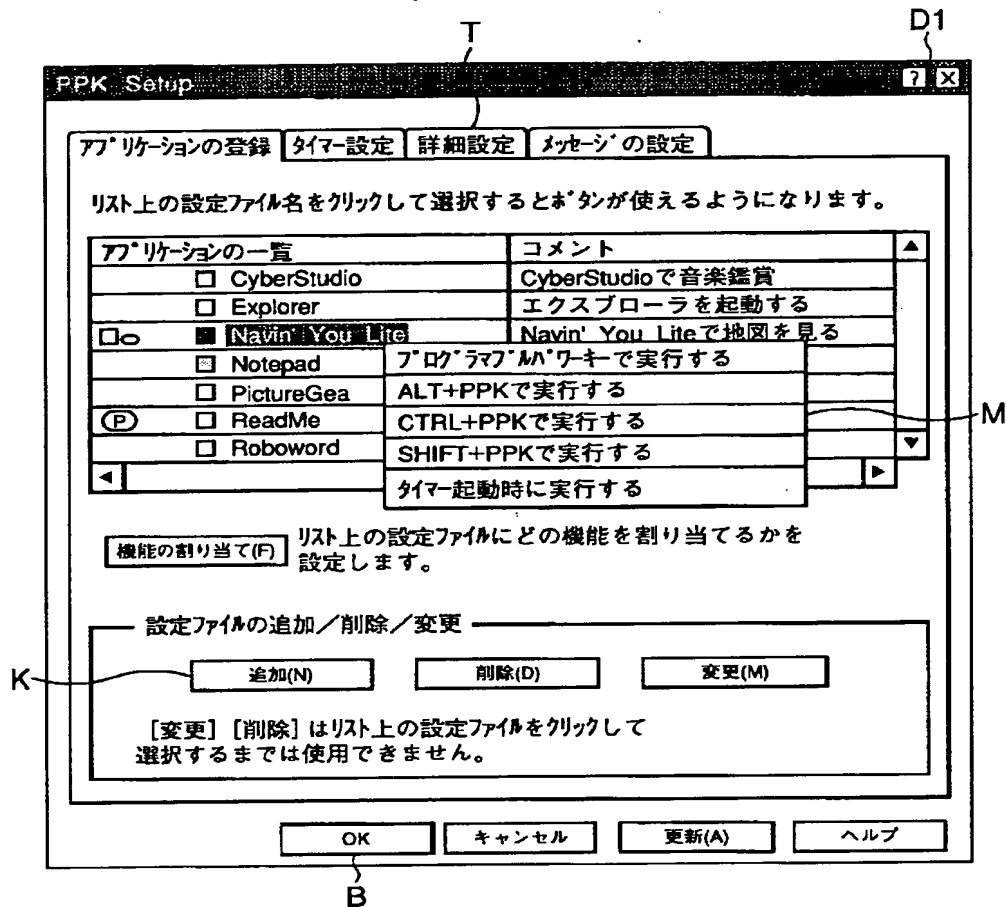 T
D1
PPK Setup ? X
アプリケーションの登録 タイマー設定 詳細設定 メッセージの設定
リスト上の設定ファイル名をクリックして選択するとボタンが使えるようになります。
アプリケーションの一覧 コメント
CyberStudio CyberStudioで音楽鑑賞
Explorer エクスブローラを起動する
Navin' You Lite Navin' You Liteで地図を見る
Notepad プログラマブルパワーキーで実行する
PictureGea ALT+PPKで実行する
P ReadMe CTRL+PPKで実行する
M
Roboword SHIFT+PPKで実行する
タイマー起動時に実行する
機能の割り当て(F) リスト上の設定ファイルにどの機能を割り当てるかを
設定します。
設定ファイルの追加/削除/変更
K
追加(N) 削除(D) 変更(M)
[変更] [削除] はリスト上の設定ファイルをクリックして
選択するまでは使用できません。
OK キャンセル 更新(A) ヘルプ
B